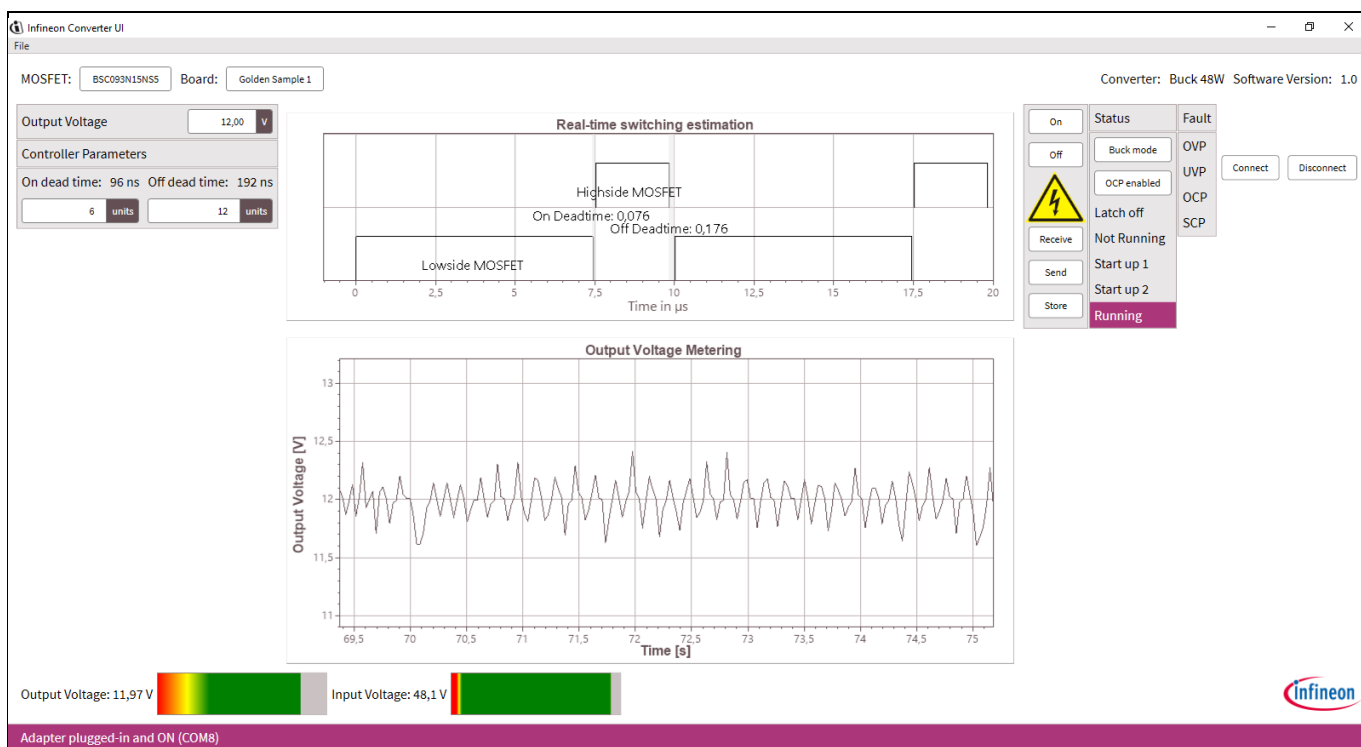 Infineon Converter UI
File
MOSFET: BSC093N15NS5 Board: Golden Sample 1 Converter: Buck 48W Software Version: 1.0
Output Voltage 12,00 V
Controller Parameters
On dead time: 96 ns Off dead time: 192 ns
6 units 12 units
Real-time switching estimation
Highside MOSFET
On Deadtime: 0,076
Off Deadtime: 0,176
Lowside MOSFET
0 2,5 5 7,5 10 12,5 15 17,5 20
Time in µs
On
Off
Receive
Send
Store
Status
Buck mode
OCP enabled
Latch off
Not Running
Start up 1
Start up 2
Running
Fault
OVP
UVP
OCP
SCP
Connect Disconnect
Output Voltage Metering
Output Voltage [V]
13
12,5
12
11,5
11
69,5 70 70,5 71 71,5 72 72,5 73 73,5 74 74,5 75
Time [s]
Output Voltage: 11,97 V Input Voltage: 48,1 V
infineon
Adapter plugged-in and ON (COM8)